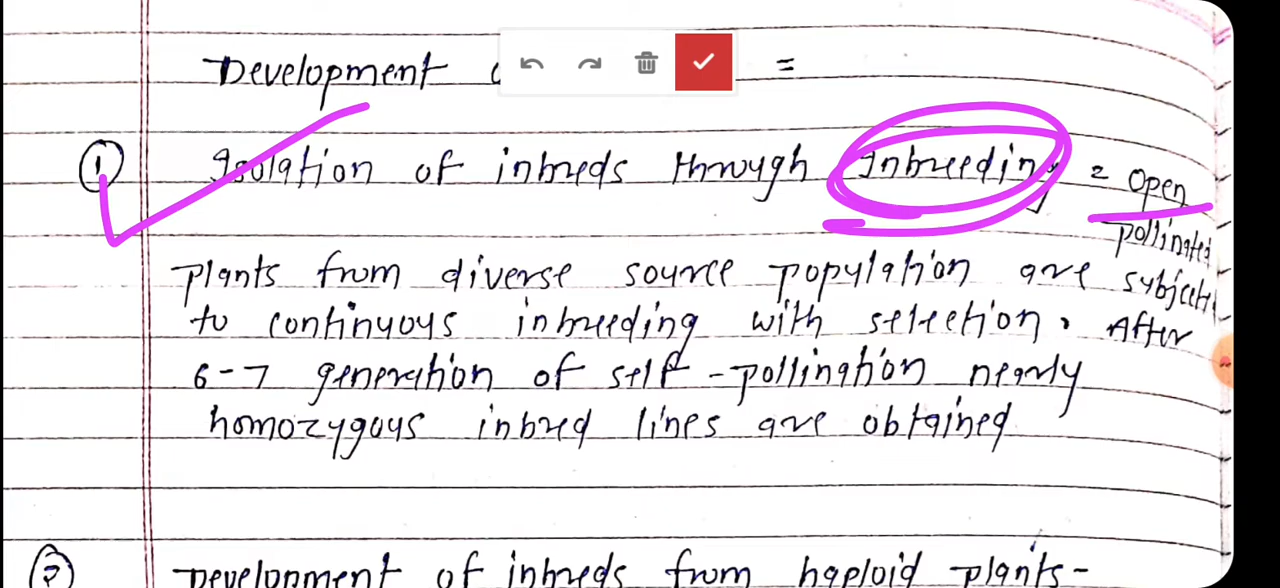 Development
=
① Isolation of inbreds through Inbreeding = Open
pollinated
plants from diverse source population are subject
to continuous inbreeding with selection. After
6-7 generation of self-pollination nearly
homozygous inbred lines are obtained
② Development of inbreds from haploid plants-